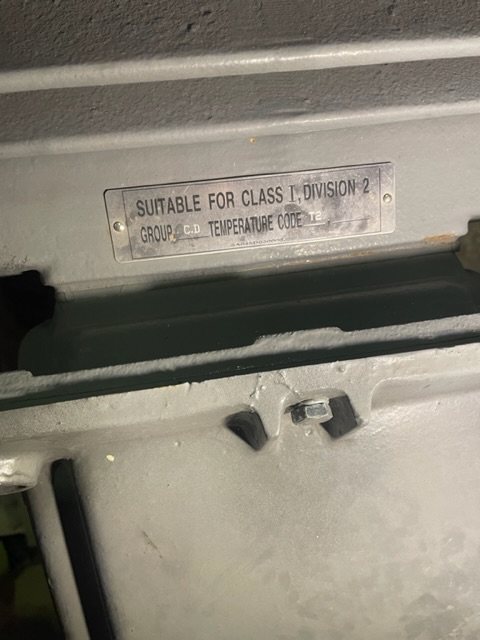 SUITABLE FOR CLASS I, DIVISION 2
GROUP C,D TEMPERATURE CODE T2